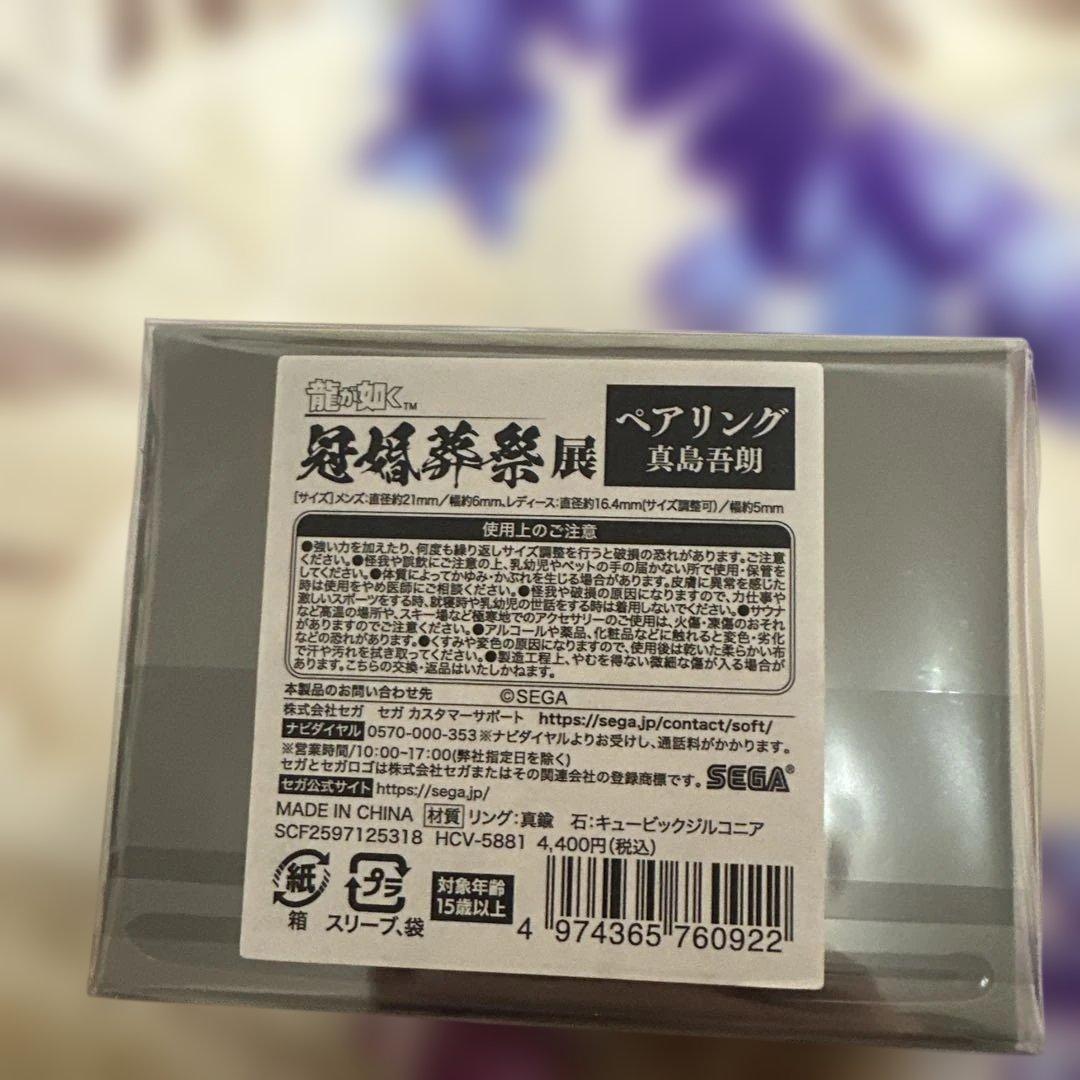 龍が如く™
冠婚葬祭展
ペアリング
真島吾朗
[サイズ]メンズ:直径約21mm/幅約6mm、レディース:直径約16.4mm(サイズ調整可)/幅約5mm
使用上のご注意
●強い力を加えたり、何度も繰り返しサイズ調整を行うと破損の恐れがあります。ご注意
ください。●怪我や誤飲にご注意の上、乳幼児やペットの手の届かない所で使用・保管を
してください。●体質によってかゆみ・かぶれを生じる場合があります。皮膚に異常を感じた
時は使用をやめ医師にご相談ください。●怪我や破損の原因になりますので、力仕事や
激しいスポーツをする時、就寝時や乳幼児の世話をする時は着用しないでください。●サウナ
など高温の場所や、スキー場など極寒地でのアクセサリーのご使用は、火傷・凍傷のおそれ
がありますのでご注意ください。●アルコールや薬品、化粧品などに触れると変色・劣化
などの恐れがあります。●くすみや変色の原因になりますので、使用後は乾いた柔らかい布
で汗や汚れを拭き取ってください。●製造工程上、やむを得ない微細な傷が入る場合が
あります。こちらの交換・返品はいたしかねます。
本製品のお問い合わせ先 ©SEGA
株式会社セガ セガ カスタマーサポート https://sega.jp/contact/soft/
ナビダイヤル 0570-000-353※ナビダイヤルよりお受けし、通話料がかかります。
※営業時間/10:00~17:00(弊社指定日を除く)
セガとセガロゴは株式会社セガまたはその関連会社の登録商標です。 SEGA®
セガ公式サイト https://sega.jp/
MADE IN CHINA 材質 リング:真鍮 石:キュービックジルコニア
SCF2597125318 HCV-5881 4,400円(税込)
紙
箱
プラ
スリーブ、袋
対象年齢
15歳以上
4 974365 760922